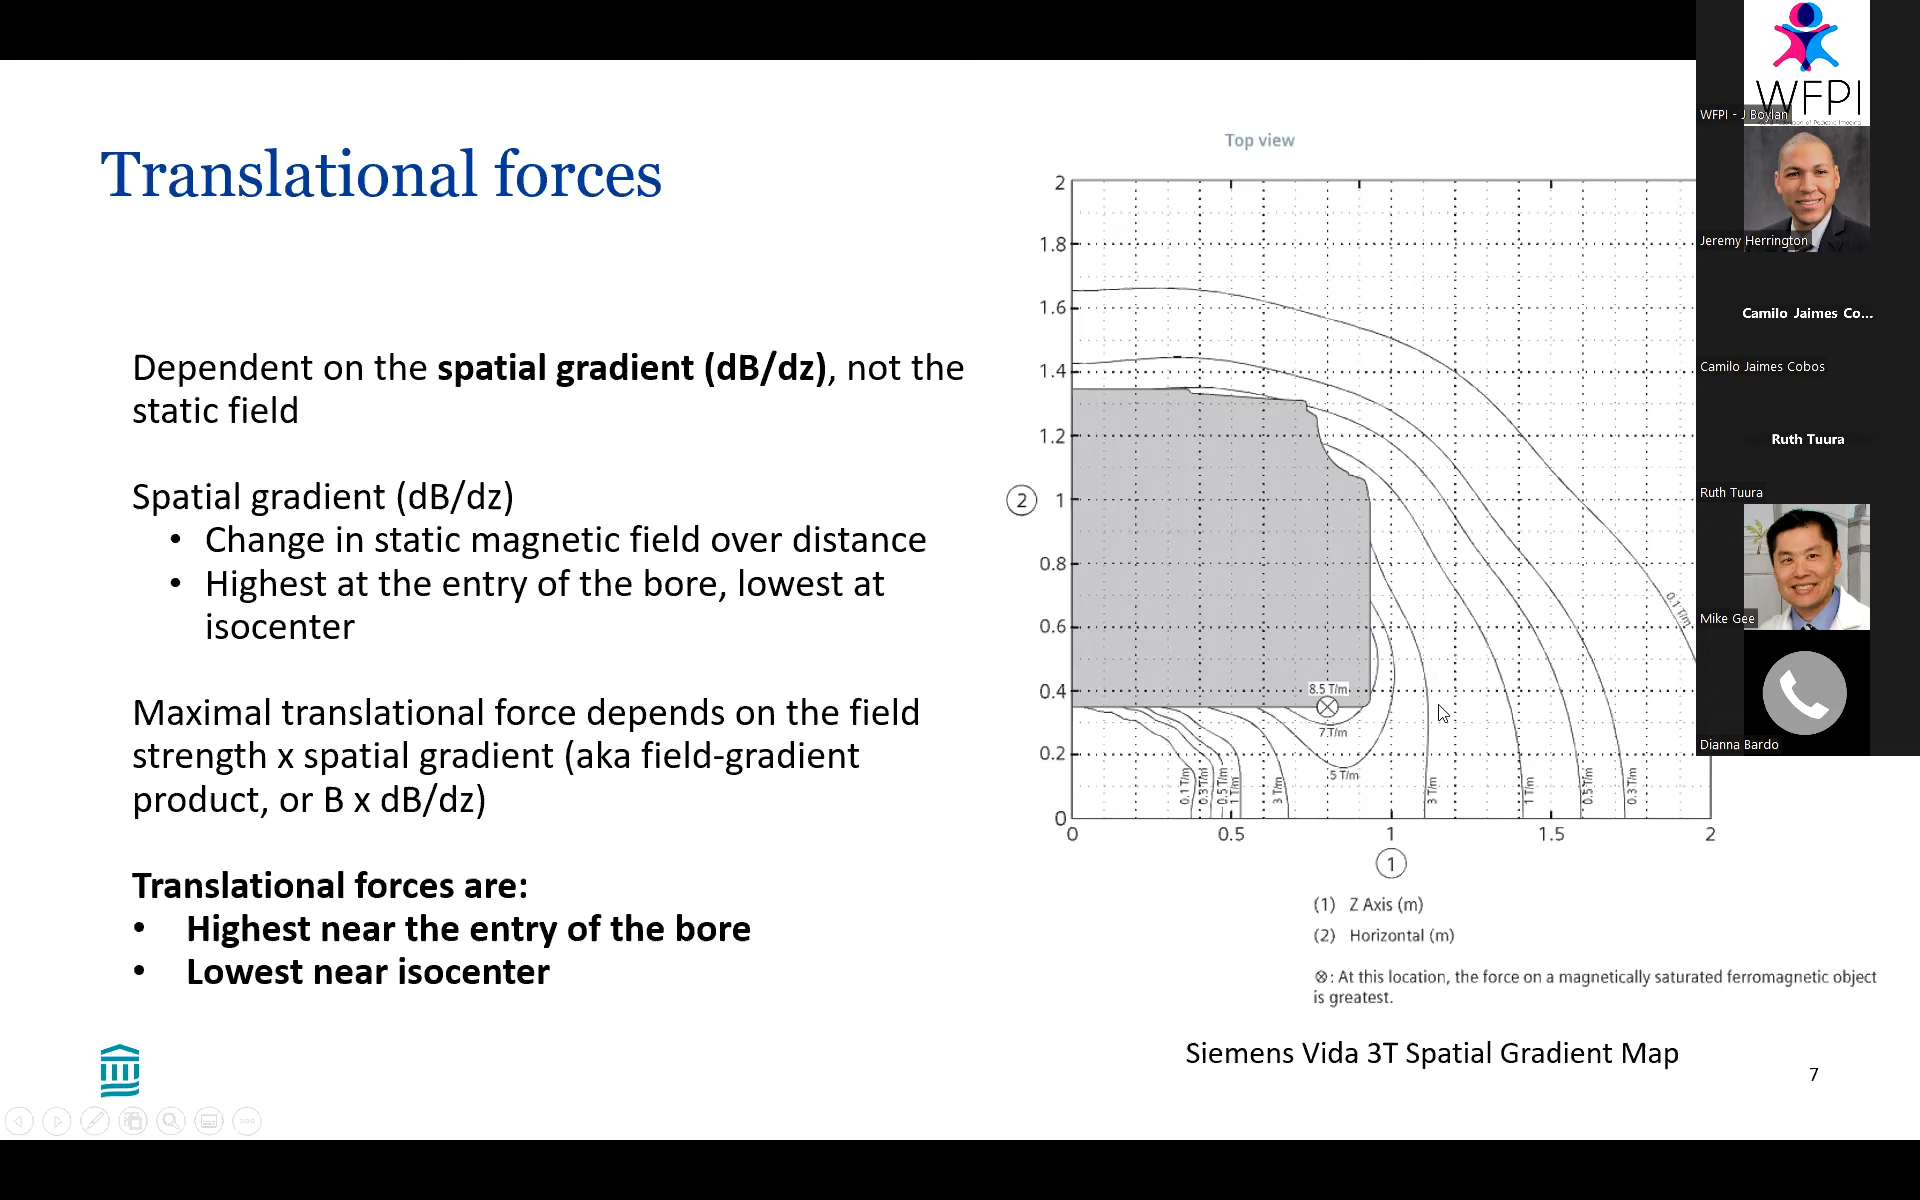 Translational forces
Dependent on the spatial gradient (dB/dz), not the
static field
Spatial gradient (dB/dz)
• Change in static magnetic field over distance
• Highest at the entry of the bore, lowest at
isocenter
Maximal translational force depends on the field
strength x spatial gradient (aka field-gradient
product, or B x dB/dz)
Translational forces are:
• Highest near the entry of the bore
• Lowest near isocenter
Top view
2
1.8
1.6
1.4
1.2
1
0.8
0.6
0.4
0.2
0
2
0.1 T/m
8.5 T/m
7 T/m
5 T/m
0.1 T/m
0.3 T/m
0.5 T/m
1 T/m
3 T/m
3 T/m
1 T/m
0.5 T/m
0.3 T/m
0 0.5 1 1.5 2
1
(1) Z Axis (m)
(2) Horizontal (m)
⊗: At this location, the force on a magnetically saturated ferromagnetic object
is greatest.
Siemens Vida 3T Spatial Gradient Map
7
WFPI
WFPI - J Boylan
Jeremy Herrington
Camilo Jaimes Co...
Camilo Jaimes Cobos
Ruth Tuura
Ruth Tuura
Mike Gee
Dianna Bardo